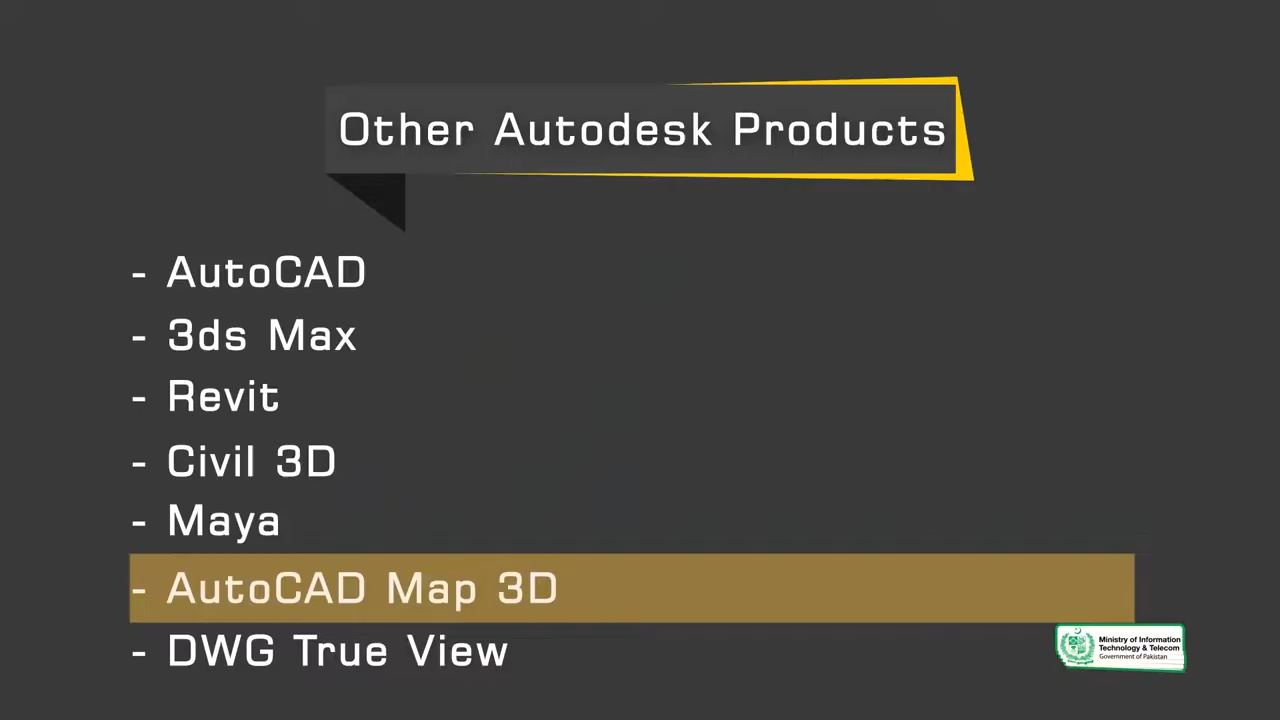 Other Autodesk Products
- AutoCAD
- 3ds Max
- Revit
- Civil 3D
- Maya
- AutoCAD Map 3D
- DWG True View
Ministry of Information
Technology & Telecom
Government of Pakistan